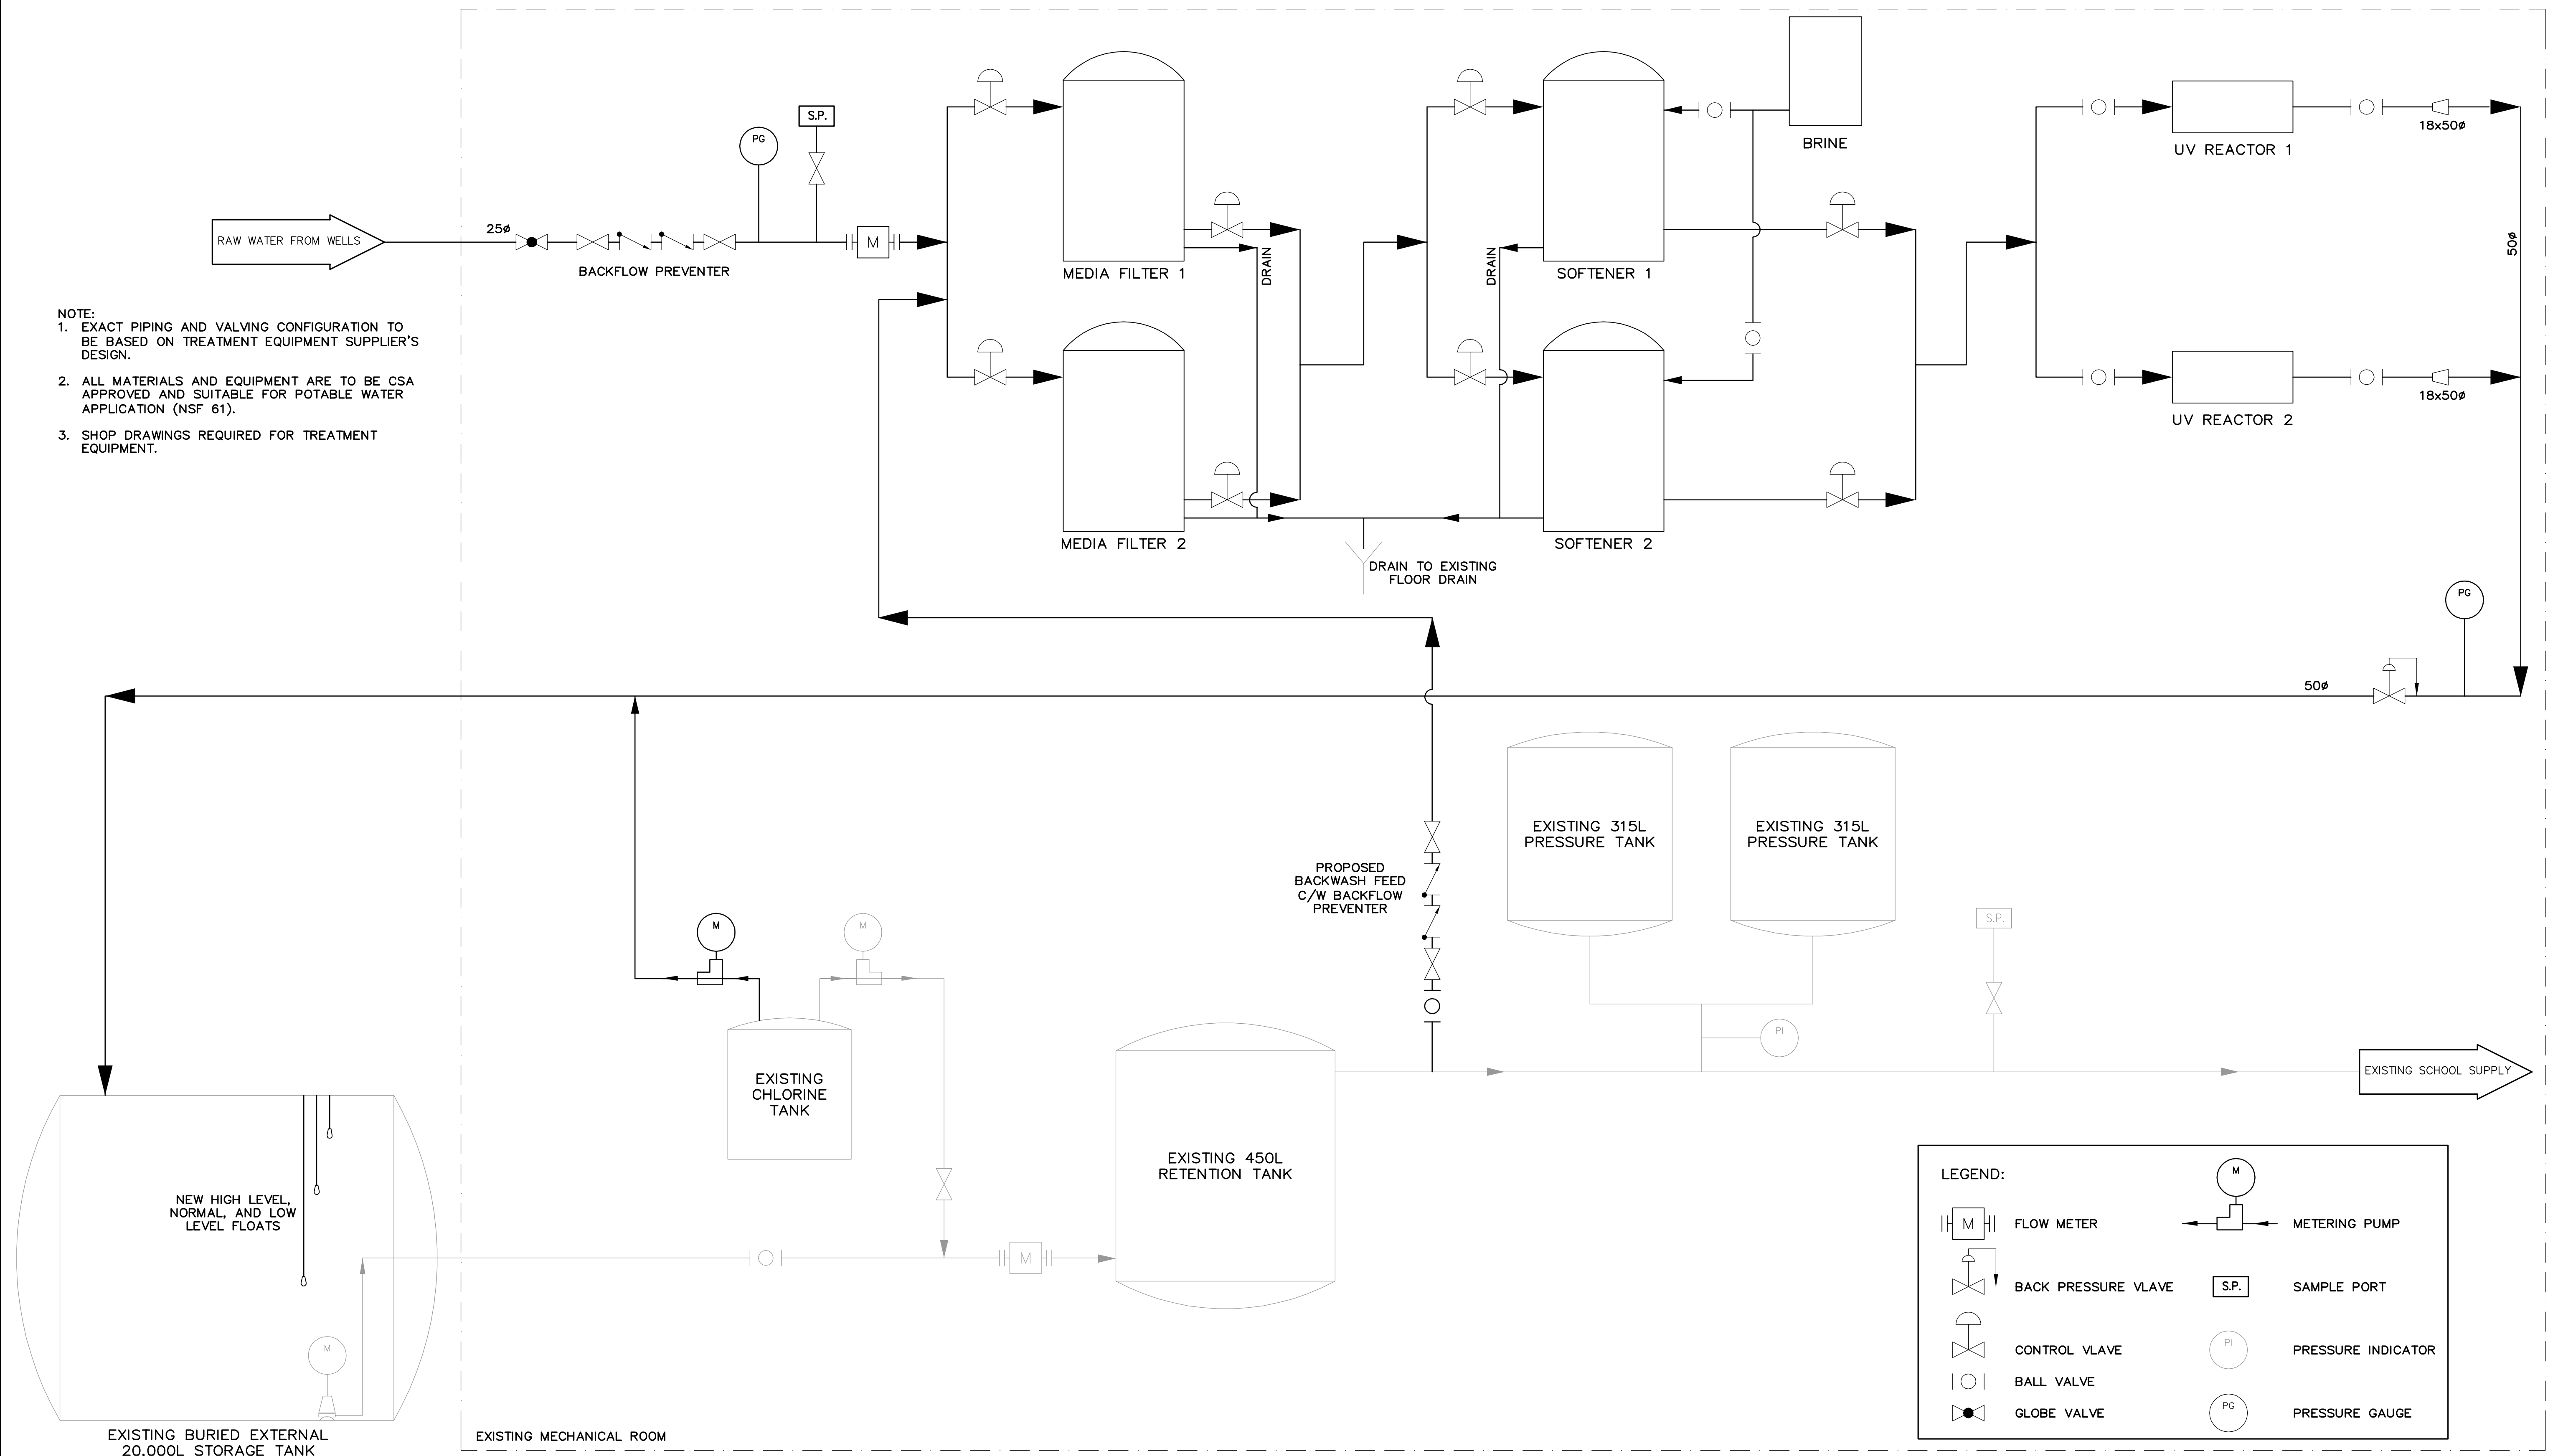 S.P.
PG
BRINE
18x50ø
UV REACTOR 1
RAW WATER FROM WELLS
25ø
M
BACKFLOW PREVENTER
MEDIA FILTER 1
DRAIN
DRAIN
SOFTENER 1
50ø
NOTE:
1. EXACT PIPING AND VALVING CONFIGURATION TO
BE BASED ON TREATMENT EQUIPMENT SUPPLIER'S
DESIGN.
2. ALL MATERIALS AND EQUIPMENT ARE TO BE CSA
APPROVED AND SUITABLE FOR POTABLE WATER
APPLICATION (NSF 61).
3. SHOP DRAWINGS REQUIRED FOR TREATMENT
EQUIPMENT.
18x50ø
UV REACTOR 2
MEDIA FILTER 2
SOFTENER 2
DRAIN TO EXISTING
FLOOR DRAIN
PG
50ø
EXISTING 315L
PRESSURE TANK
EXISTING 315L
PRESSURE TANK
PROPOSED
BACKWASH FEED
C/W BACKFLOW
PREVENTER
M
M
S.P.
PI
EXISTING
CHLORINE
TANK
EXISTING SCHOOL SUPPLY
EXISTING 450L
RETENTION TANK
NEW HIGH LEVEL,
NORMAL, AND LOW
LEVEL FLOATS
M
M
EXISTING BURIED EXTERNAL
20,000L STORAGE TANK
EXISTING MECHANICAL ROOM
LEGEND:
M
FLOW METER
M
METERING PUMP
BACK PRESSURE VLAVE
S.P.
SAMPLE PORT
CONTROL VLAVE
PI
PRESSURE INDICATOR
BALL VALVE
GLOBE VALVE
PG
PRESSURE GAUGE